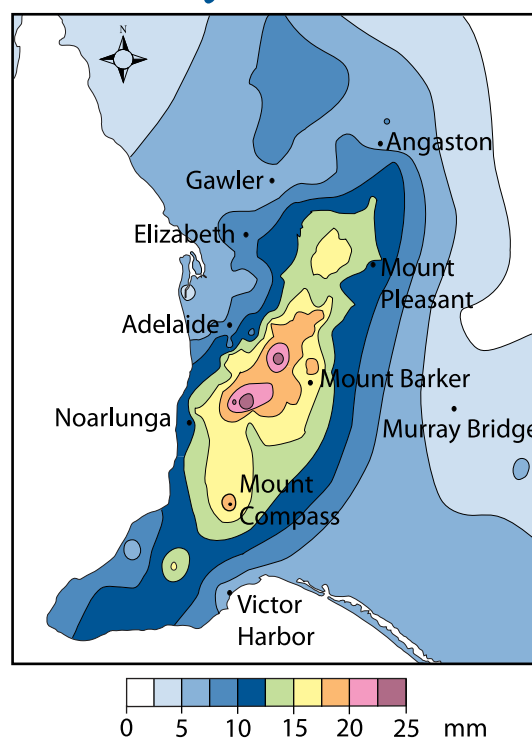 N
Angaston
Gawler
Elizabeth
Mount
Pleasant
Adelaide
Mount Barker
Noarlunga
Murray Bridge
Mount
Compass
Victor
Harbor
0 5 10 15 20 25 mm